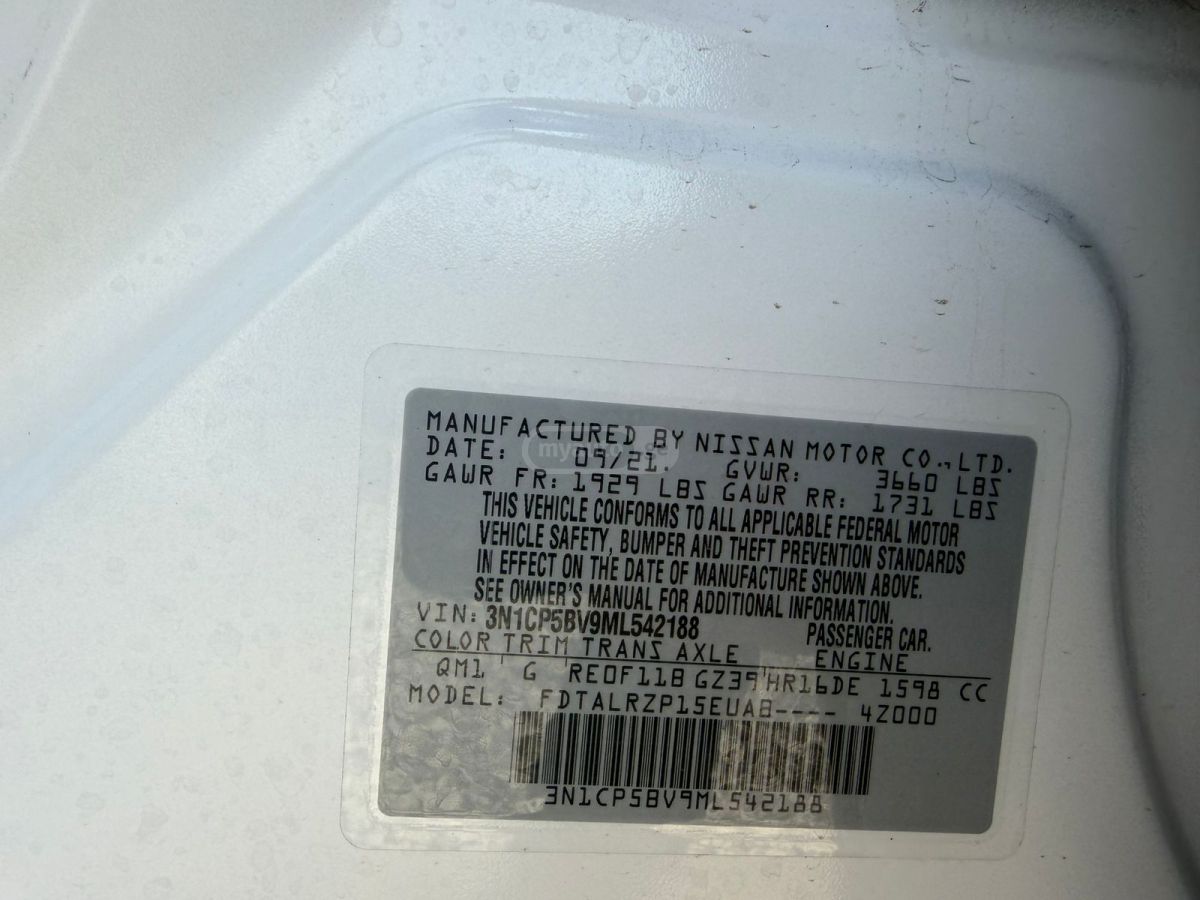 MANUFACTURED BY NISSAN MOTOR CO., LTD.
DATE: 09/21. GVWR: 3660 LBS
GAWR FR: 1929 LBS GAWR RR: 1731 LBS
THIS VEHICLE CONFORMS TO ALL APPLICABLE FEDERAL MOTOR
VEHICLE SAFETY, BUMPER AND THEFT PREVENTION STANDARDS
IN EFFECT ON THE DATE OF MANUFACTURE SHOWN ABOVE.
SEE OWNER'S MANUAL FOR ADDITIONAL INFORMATION.
VIN: 3N1CP5BV9ML542188 PASSENGER CAR.
COLOR TRIM TRANS AXLE ENGINE
QM1 G RE0F11B GZ39 HR16DE 1598 CC
MODEL: FDTALRZP15EUAB---- 4Z000
3N1CP5BV9ML542188